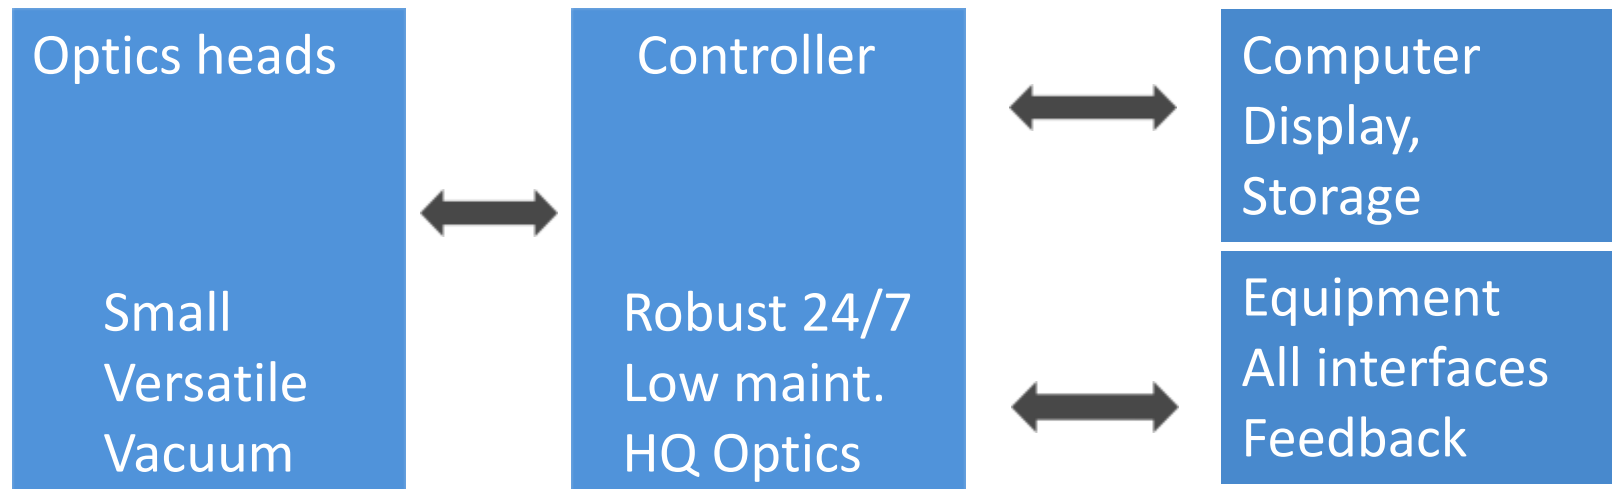 Optics heads
Small
Versatile
Vacuum
Controller
Robust 24/7
Low maint.
HQ Optics
Computer
Display,
Storage
Equipment
All interfaces
Feedback